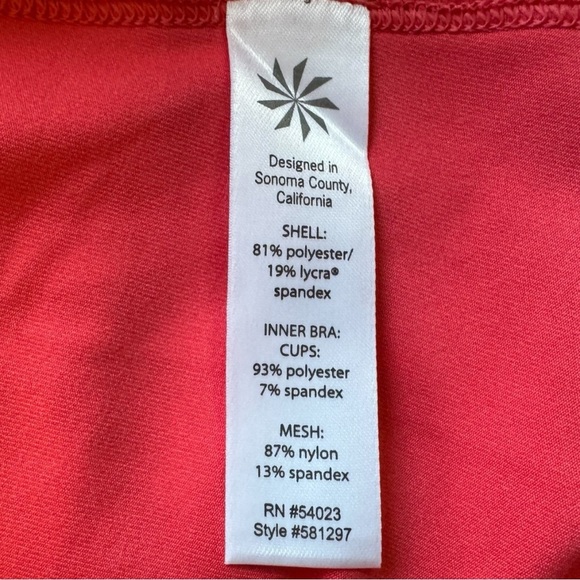 Designed in
Sonoma County,
California
SHELL:
81% polyester/
19% lycra®
spandex
INNER BRA:
CUPS:
93% polyester
7% spandex
MESH:
87% nylon
13% spandex
RN #54023
Style #581297